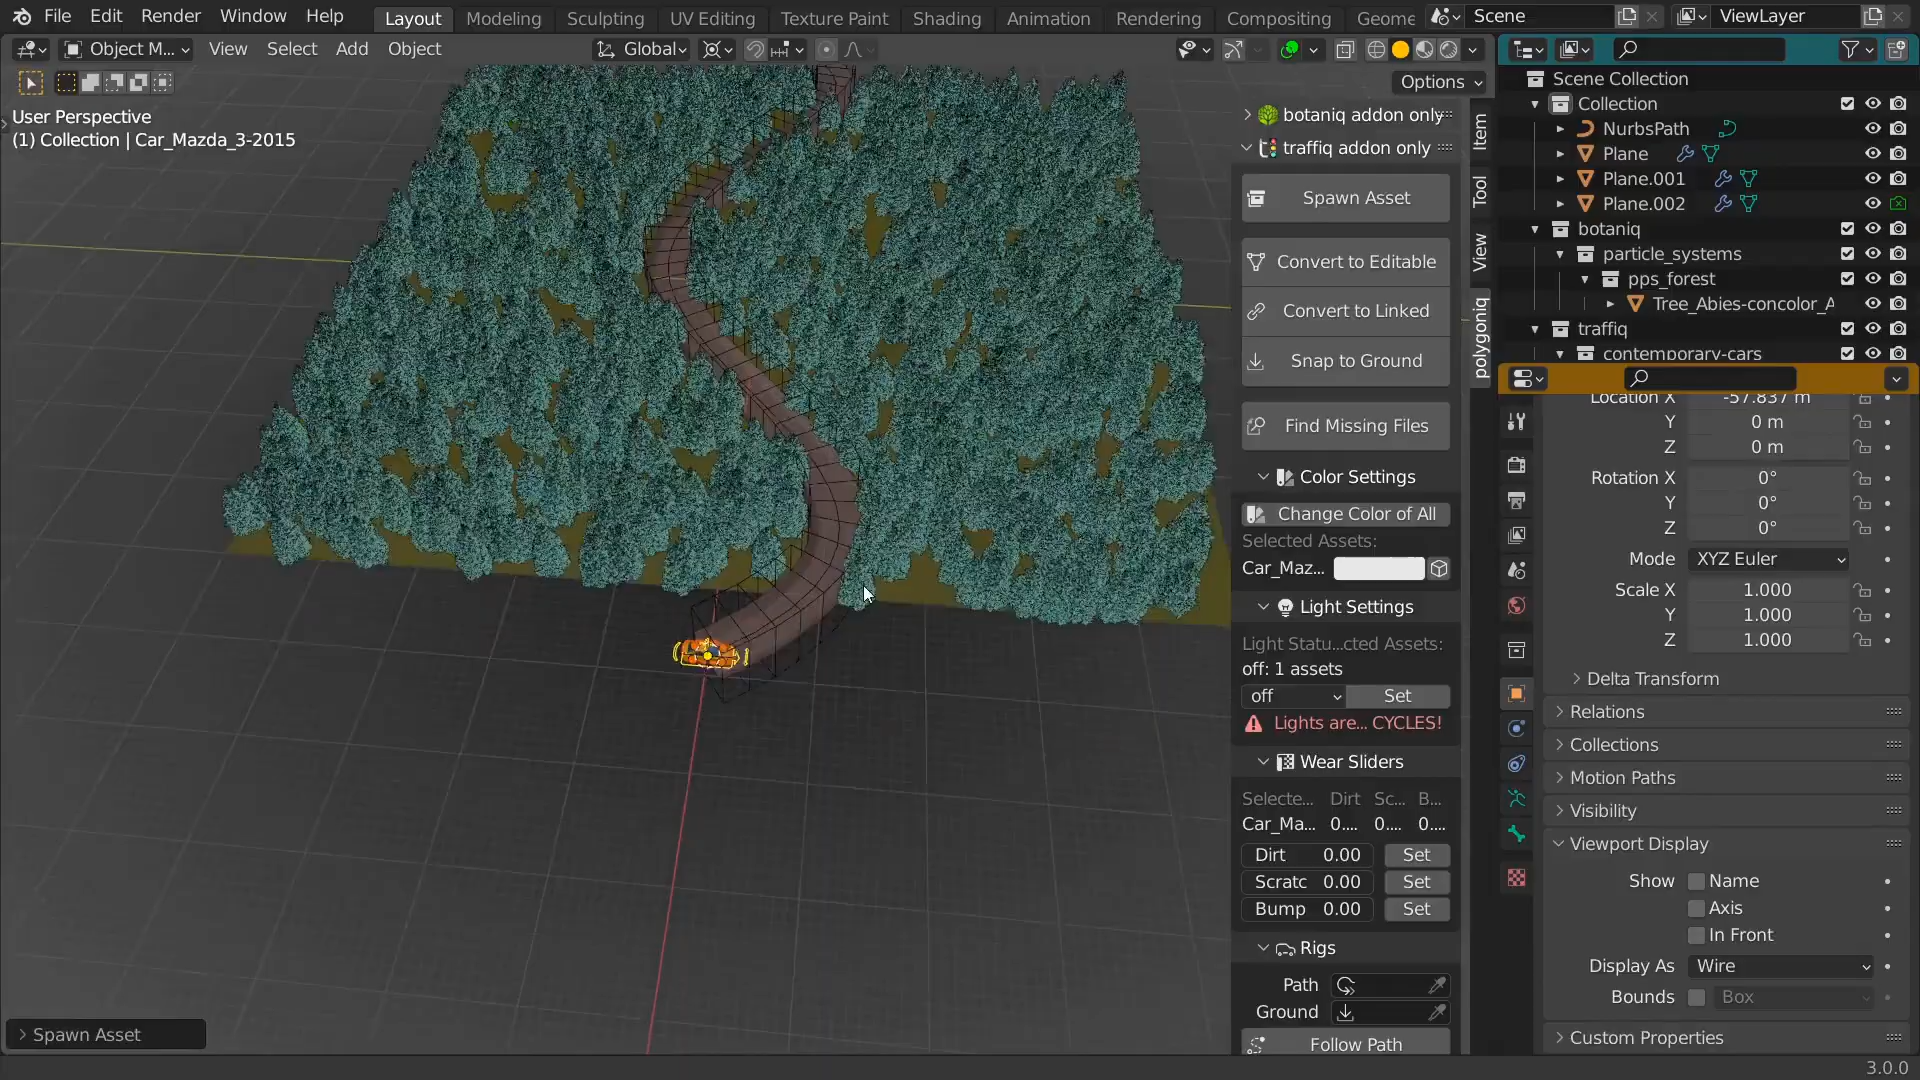 File Edit Render Window Help Layout Modeling Sculpting UV Editing Texture Paint Shading Animation Rendering Compositing Geome Scene ViewLayer
Object M... View Select Add Object Global
Options
User Perspective
(1) Collection | Car_Mazda_3-2015
botaniq addon only
traffiq addon only
Spawn Asset
Convert to Editable
Convert to Linked
Snap to Ground
Find Missing Files
Color Settings
Change Color of All
Selected Assets:
Car_Maz...
Light Settings
Light Statu...cted Assets:
off: 1 assets
off Set
Lights are... CYCLES!
Wear Sliders
Selecte... Dirt Sc... B...
Car_Ma... 0.... 0.... 0....
Dirt 0.00 Set
Scratc 0.00 Set
Bump 0.00 Set
Rigs
Path
Ground
Follow Path
Item
Tool
View
polygoniq
Scene Collection
Collection
NurbsPath
Plane
Plane.001
Plane.002
botaniq
particle_systems
pps_forest
Tree_Abies-concolor_A
traffiq
contemporary-cars
Location X -57.837 m
Y 0 m
Z 0 m
Rotation X 0°
Y 0°
Z 0°
Mode XYZ Euler
Scale X 1.000
Y 1.000
Z 1.000
Delta Transform
Relations
Collections
Motion Paths
Visibility
Viewport Display
Show Name
Axis
In Front
Display As Wire
Bounds Box
Custom Properties
Spawn Asset
3.0.0